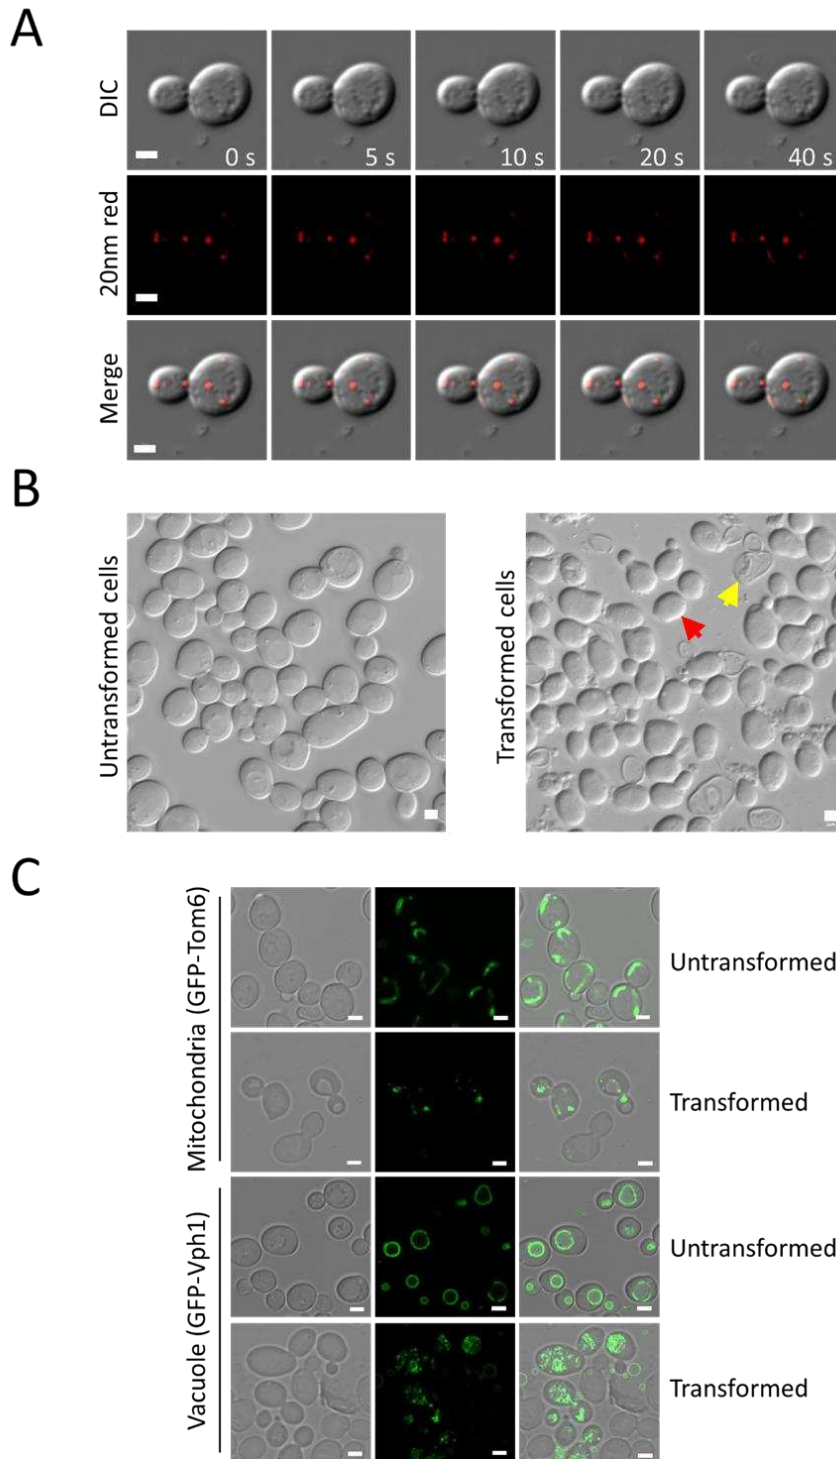 A
DIC
0 s
5 s
10 s
20 s
40 s
20nm red
Merge
B
Untransformed cells
Transformed cells
C
Mitochondria (GFP-Tom6)
Untransformed
Transformed
Vacuole (GFP-Vph1)
Untransformed
Transformed